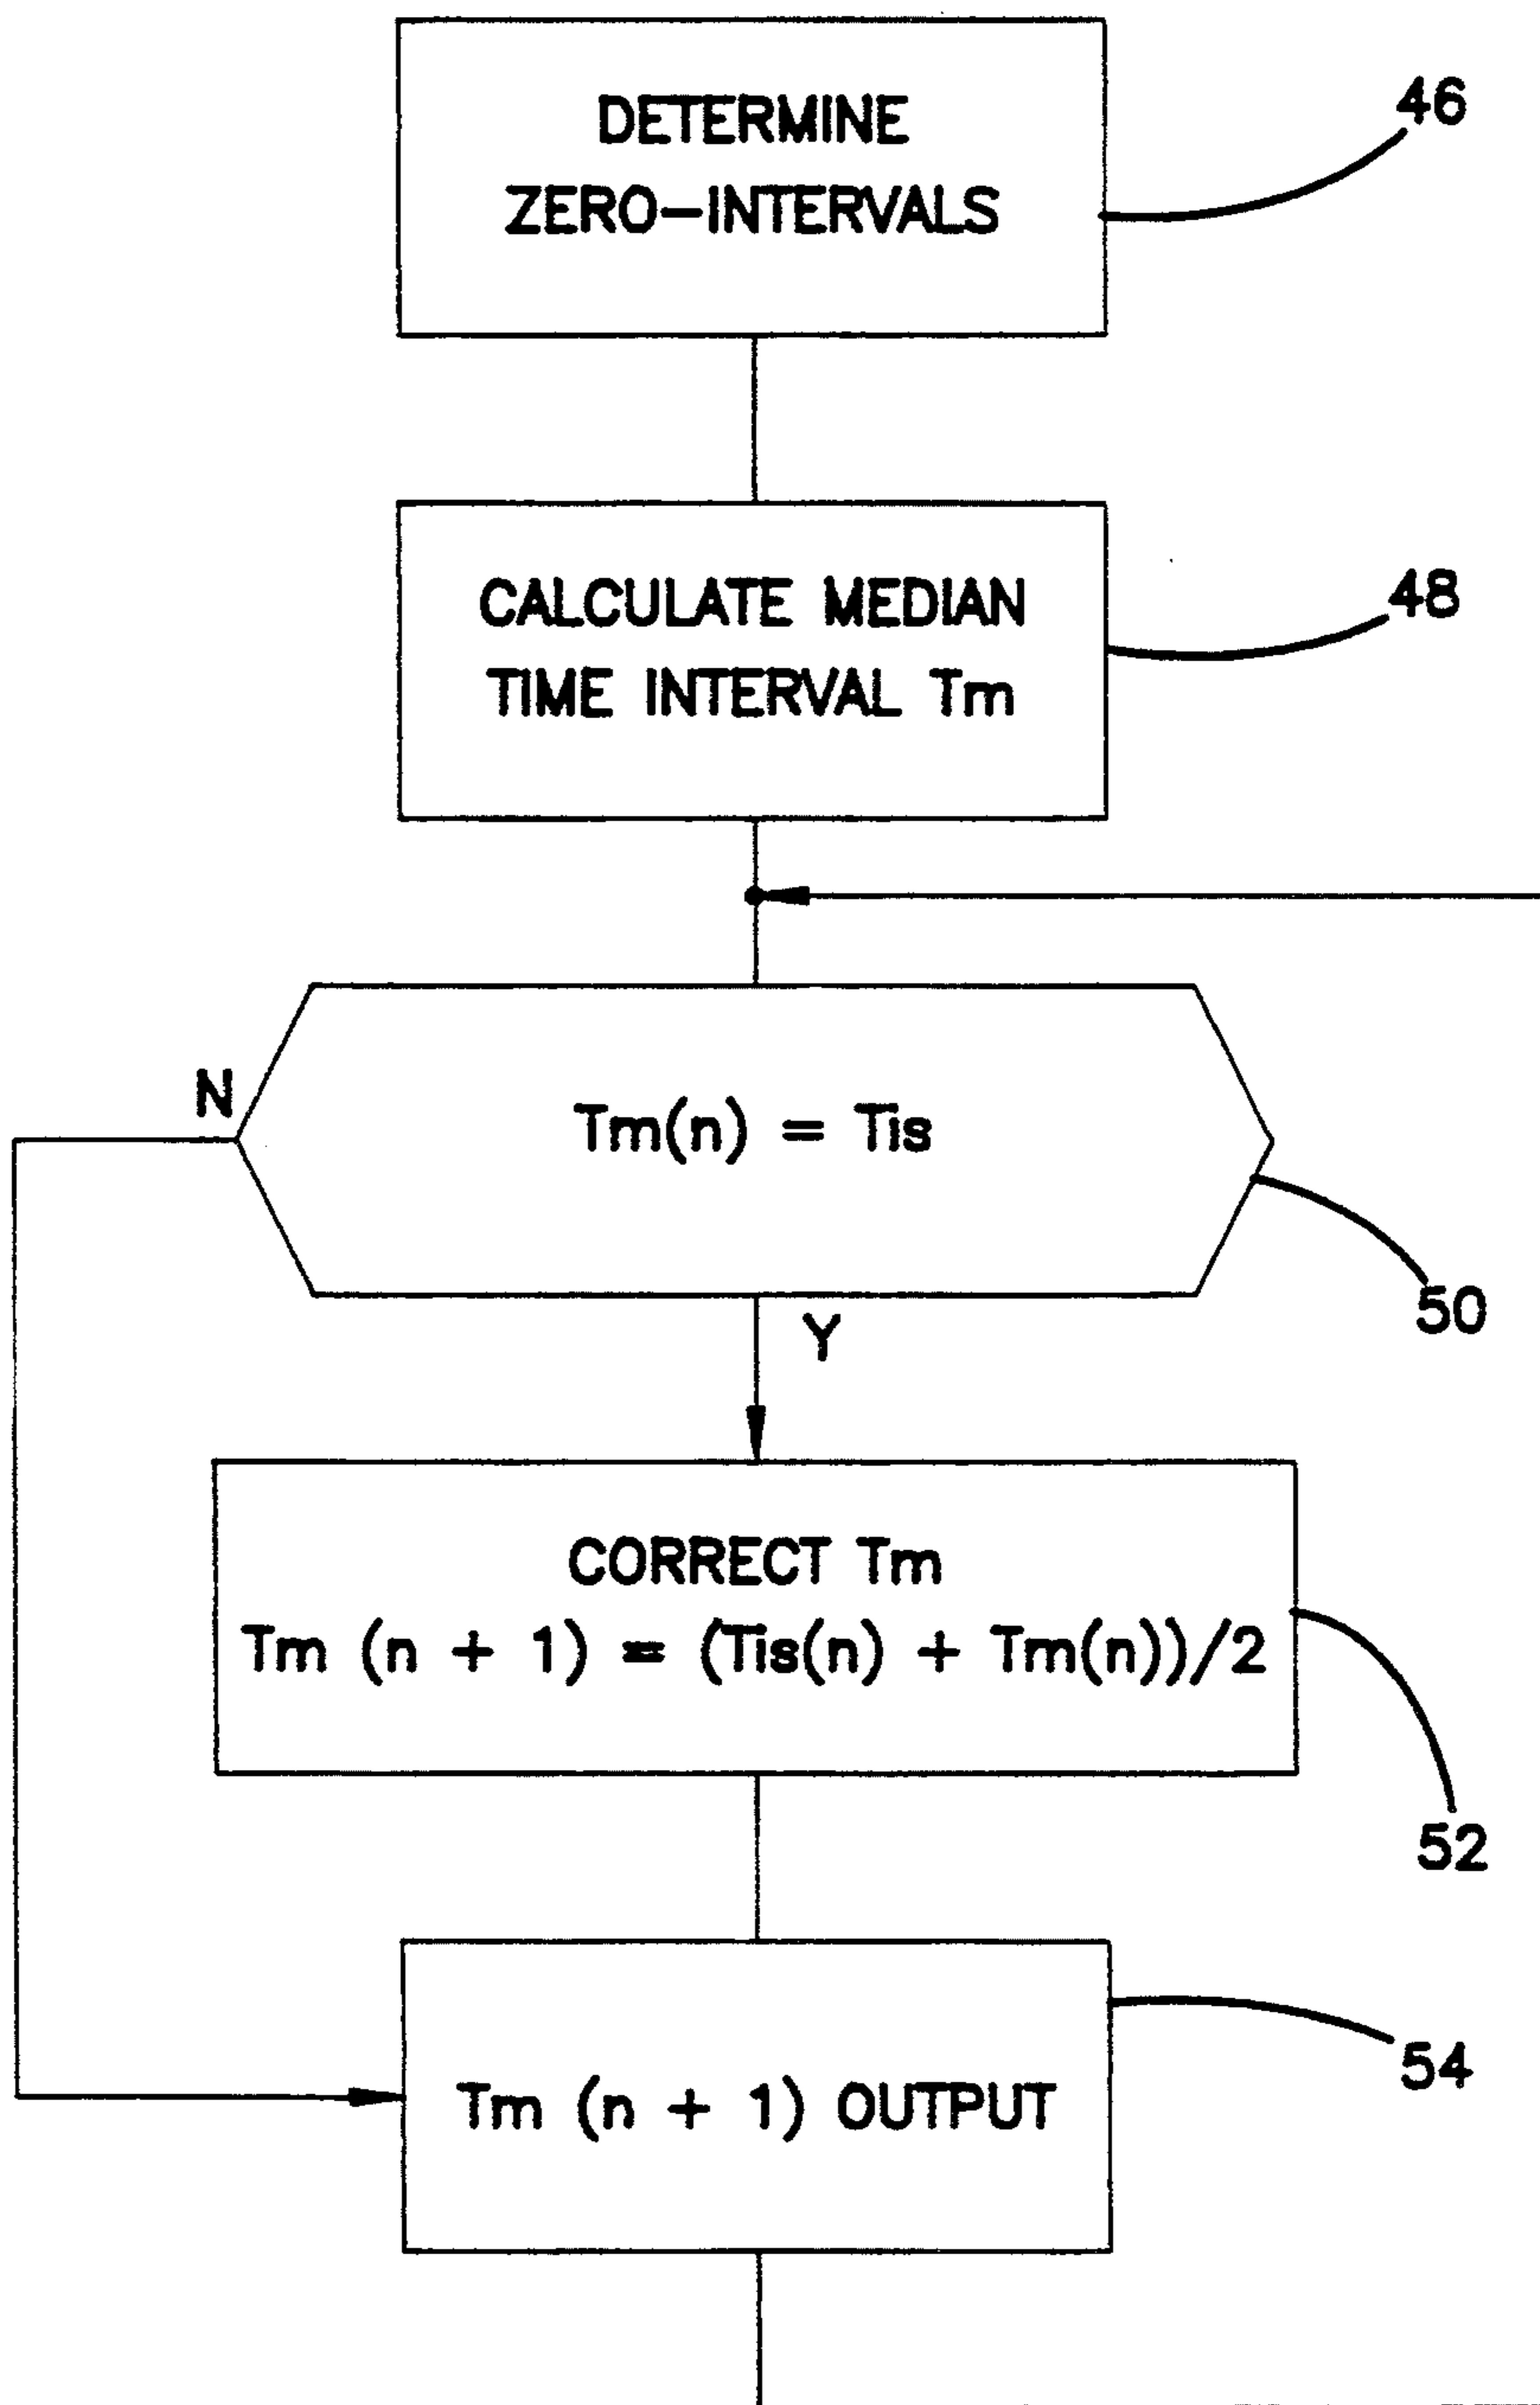 DETERMINE
ZERO-INTERVALS
46
CALCULATE MEDIAN
TIME INTERVAL Tm
48
N
Tm(n) = Tis
50
Y
CORRECT Tm
Tm (n + 1) = (Tis(n) + Tm(n))/2
52
Tm (n + 1) OUTPUT
54